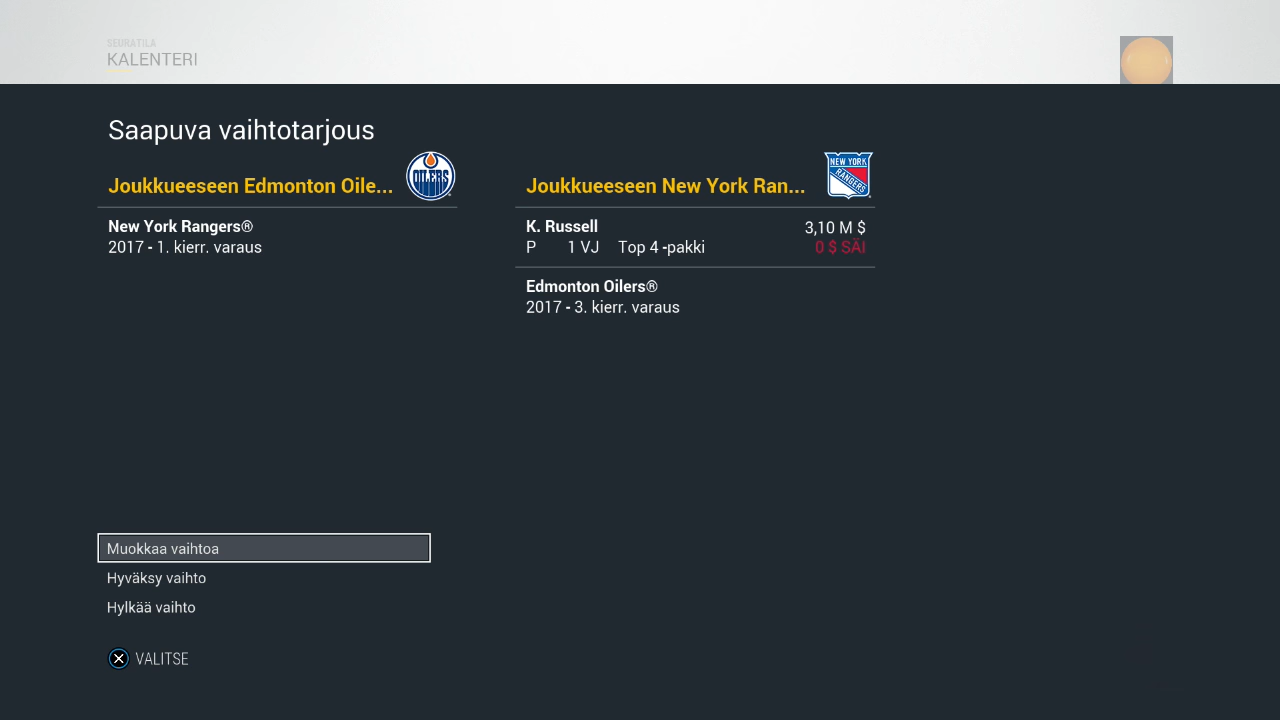 SEURATILA
KALENTERI
Saapuva vaihtotarjous
Joukkueeseen Edmonton Oile...
OILERS
New York Rangers®
2017 - 1. kierr. varaus
Joukkueeseen New York Ran...
NEW YORK
RANGERS
K. Russell 3,10 M $
P 1 VJ Top 4 -pakki 0 $ SÄI
Edmonton Oilers®
2017 - 3. kierr. varaus
Muokkaa vaihtoa
Hyväksy vaihto
Hylkää vaihto
VALITSE